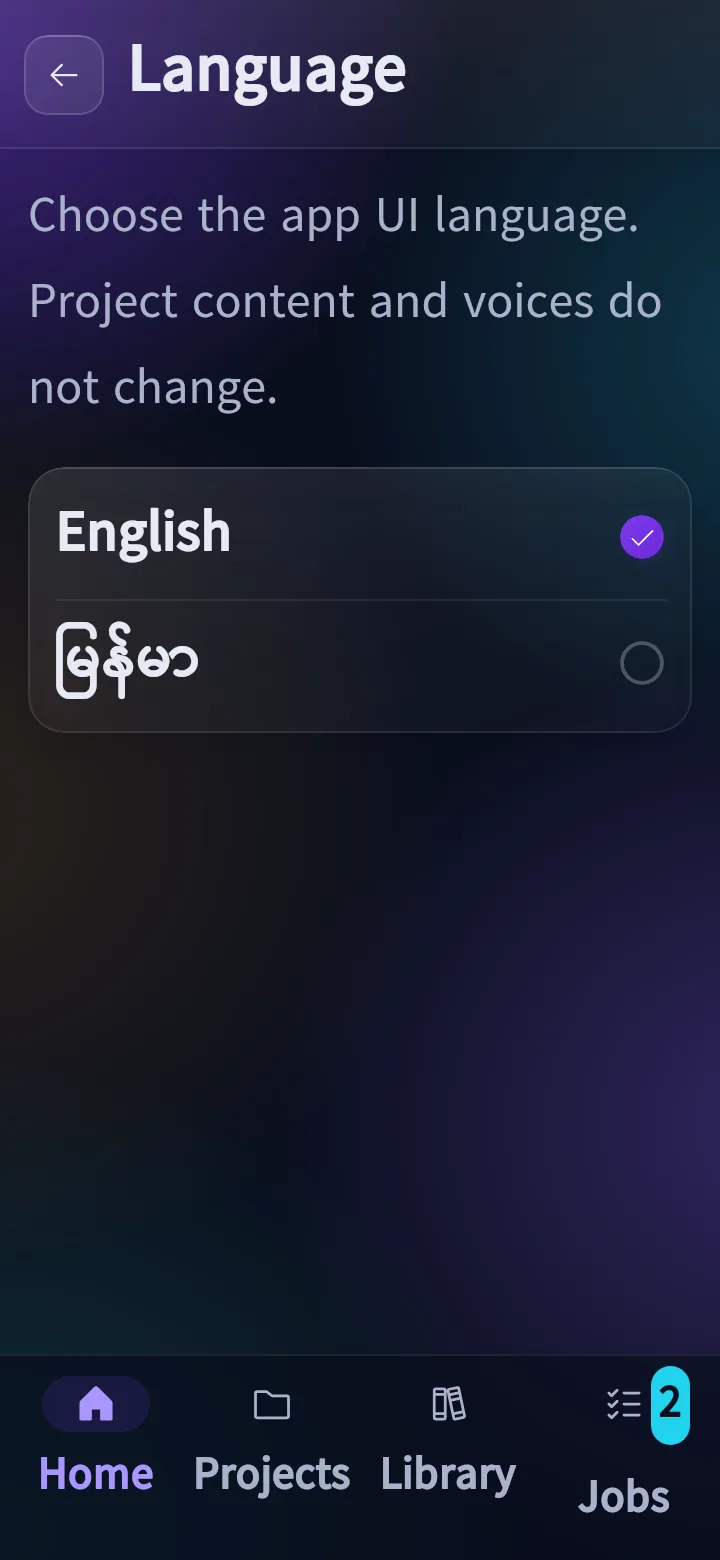 Language
Choose the app UI language.
Project content and voices do
not change.
English
မြန်မာ
2
Home
Projects
Library
Jobs